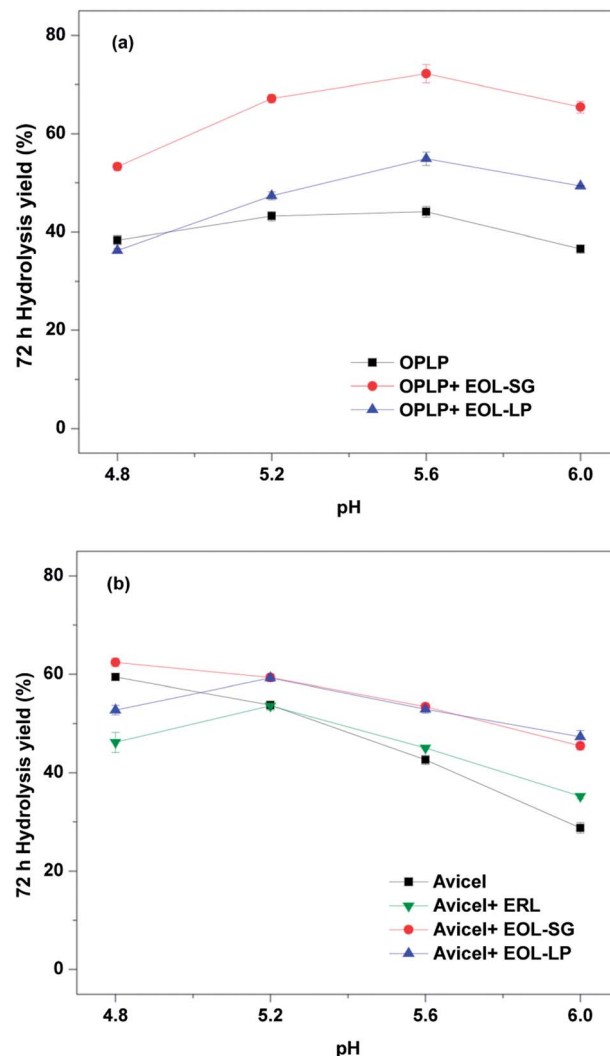 (a)
80
60
40
20
0
72 h Hydrolysis yield (%)
OPLP
OPLP+ EOL-SG
OPLP+ EOL-LP
4.8 5.2 5.6 6.0
pH
(b)
80
60
40
20
0
72 h Hydrolysis yield (%)
Avicel
Avicel+ ERL
Avicel+ EOL-SG
Avicel+ EOL-LP
4.8 5.2 5.6 6.0
pH